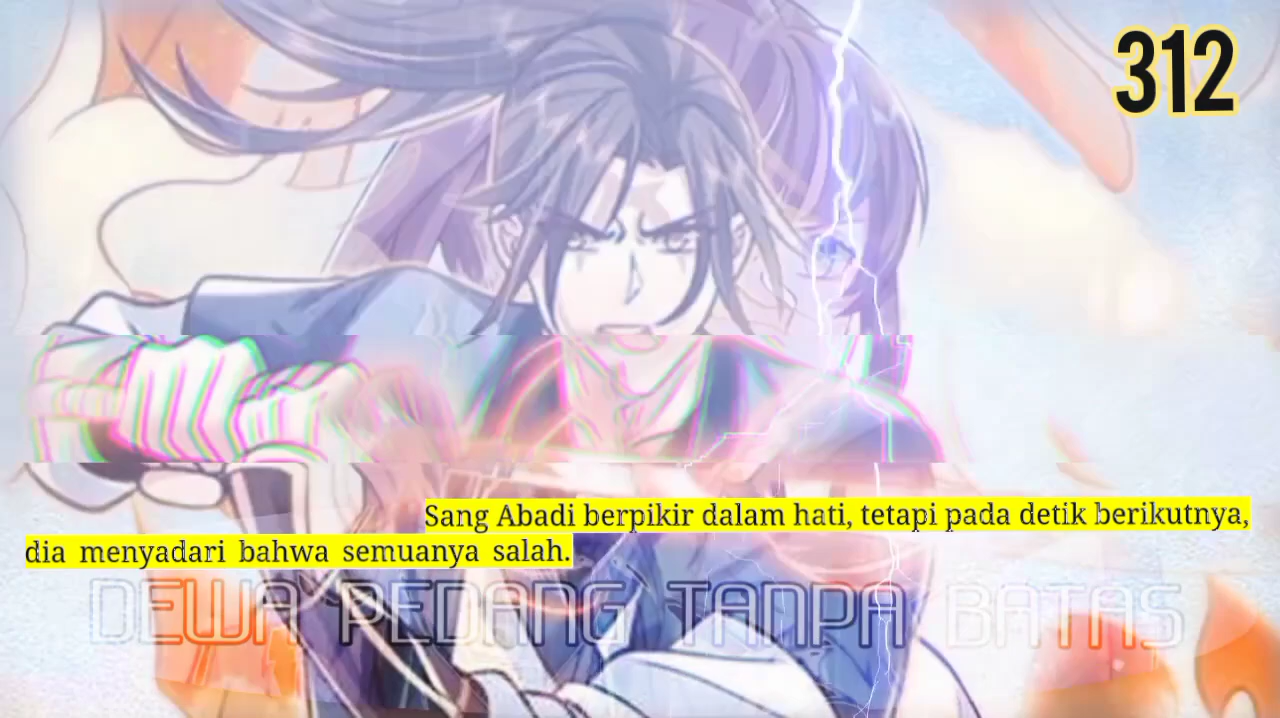 312
Sang Abadi berpikir dalam hati, tetapi pada detik berikutnya,
dia menyadari bahwa semuanya salah.
DEWA PEDANG TANPA BATAS